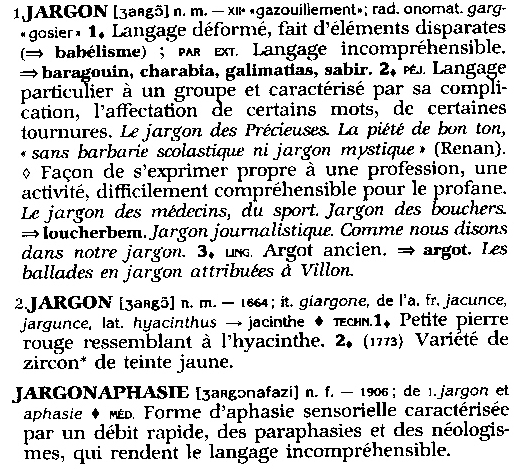 1.JARGON [ʒaʀgɔ̃] n. m. – XIIᵉ «gazouillement»; rad. onomat. garg-
«gosier» 1♦ Langage déformé, fait d'éléments disparates
(⇒ babélisme) ; PAR EXT. Langage incompréhensible.
⇒ baragouin, charabia, galimatias, sabir. 2♦ PÉJ. Langage
particulier à un groupe et caractérisé par sa compli-
cation, l'affectation de certains mots, de certaines
tournures. Le jargon des Précieuses. La piété de bon ton,
« sans barbarie scolastique ni jargon mystique » (Renan).
◊ Façon de s'exprimer propre à une profession, une
activité, difficilement compréhensible pour le profane.
Le jargon des médecins, du sport. Jargon des bouchers.
⇒ loucherbem. Jargon journalistique. Comme nous disons
dans notre jargon. 3♦ LING. Argot ancien. ⇒ argot. Les
ballades en jargon attribuées à Villon.
2.JARGON [ʒaʀgɔ̃] n. m. – 1664; it. giargone, de l'a. fr. jacunce,
jargunce, lat. hyacinthus → jacinthe ♦ TECHN. 1♦ Petite pierre
rouge ressemblant à l'hyacinthe. 2♦ (1773) Variété de
zircon* de teinte jaune.
JARGONAPHASIE [ʒaʀgɔnafazi] n. f. – 1906; de 1.jargon et
aphasie ♦ MÉD. Forme d'aphasie sensorielle caractérisée
par un débit rapide, des paraphasies et des néologis-
mes, qui rendent le langage incompréhensible.